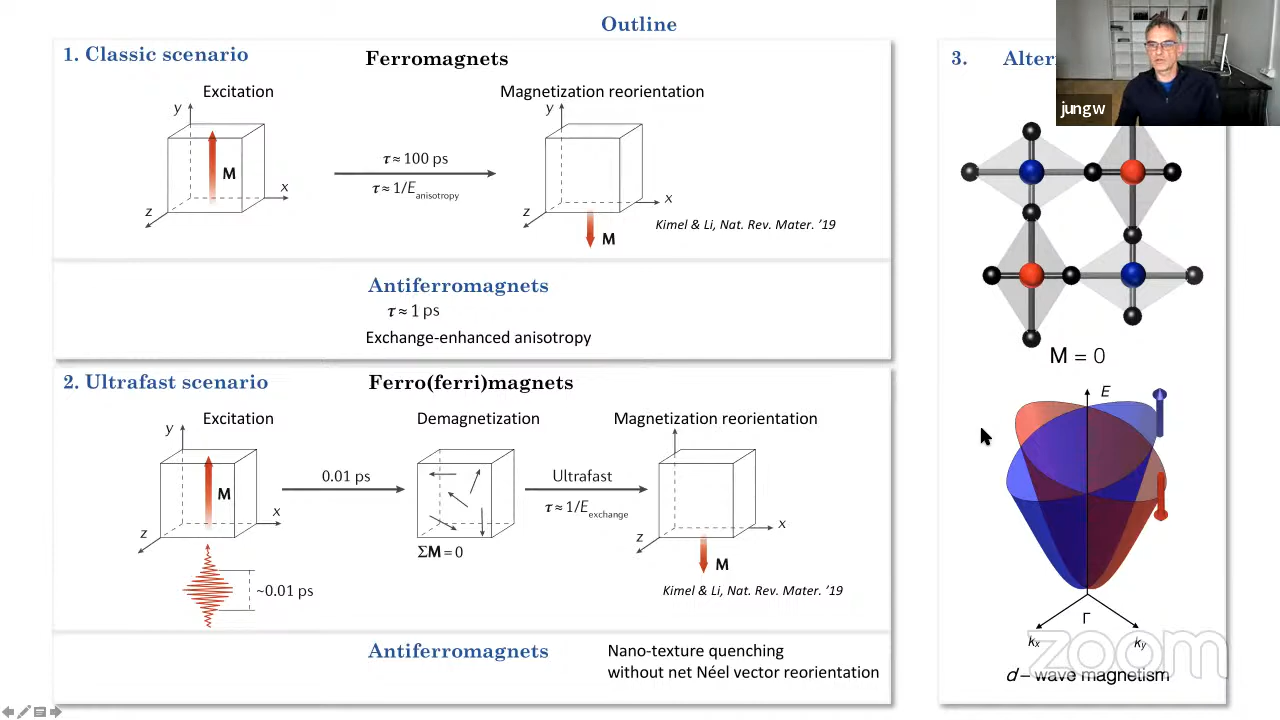 Outline
1. Classic scenario
Ferromagnets
Excitation
Magnetization reorientation
y
M
x
z
τ ≈ 100 ps
τ ≈ 1/E_anisotropy
y
x
z
M
Kimel & Li, Nat. Rev. Mater. ’19
Antiferromagnets
τ ≈ 1 ps
Exchange-enhanced anisotropy
2. Ultrafast scenario
Ferro(ferri)magnets
Excitation
Demagnetization
Magnetization reorientation
y
M
x
z
~0.01 ps
0.01 ps
ΣM = 0
Ultrafast
τ ≈ 1/E_exchange
x
z
M
Kimel & Li, Nat. Rev. Mater. ’19
Antiferromagnets
Nano-texture quenching
without net Néel vector reorientation
3.
jungw
M = 0
E
Γ
kx
ky
zoom
d – wave magnetism